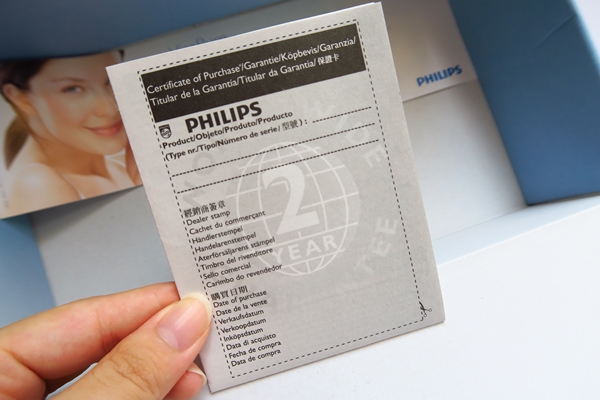 Certificate of Purchase'/Garantie/Köpbevis/Garanzia/
Titular de la Garantia/Titular da Garantia/保證卡
PHILIPS
Product/Objeto/Produto/Producto
(Type nr./Tipo/Número de serie/型號):
2
YEAR
經銷商簽章
Dealer stamp
Cachet du commerçant
Händlerstempel
Handelarenstempel
Återförsäljarens stämpel
Timbro del rivenditore
Sello comercial
Carimbo do revendedor
購買日期
Date of purchase
Date de la vente
Verkaufsdatum
Verkoopdatum
Inköpsdatum
Data di acquisto
Fecha de compra
Data de compra
PHILIPS